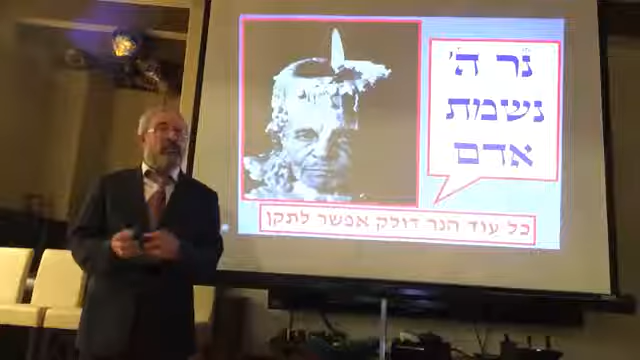 נר ה'
נשמת
אדם
כל עוד הנר דולק אפשר לתקן